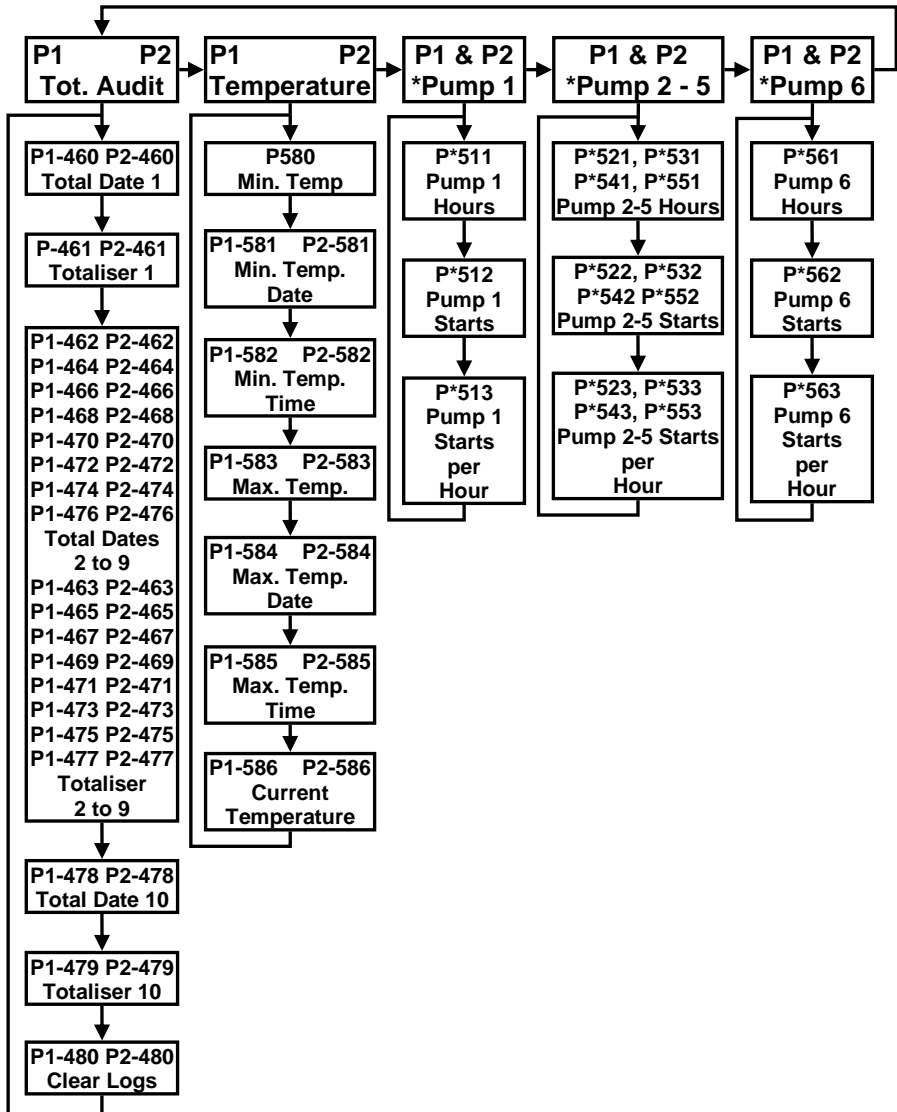 P1 P2
Tot. Audit
P1 P2
Temperature
P1 & P2
*Pump 1
P1 & P2
*Pump 2 - 5
P1 & P2
*Pump 6
P1-460 P2-460
Total Date 1
P-461 P2-461
Totaliser 1
P1-462 P2-462
P1-464 P2-464
P1-466 P2-466
P1-468 P2-468
P1-470 P2-470
P1-472 P2-472
P1-474 P2-474
P1-476 P2-476
Total Dates
2 to 9
P1-463 P2-463
P1-465 P2-465
P1-467 P2-467
P1-469 P2-469
P1-471 P2-471
P1-473 P2-473
P1-475 P2-475
P1-477 P2-477
Totaliser
2 to 9
P1-478 P2-478
Total Date 10
P1-479 P2-479
Totaliser 10
P1-480 P2-480
Clear Logs
P580
Min. Temp
P1-581 P2-581
Min. Temp.
Date
P1-582 P2-582
Min. Temp.
Time
P1-583 P2-583
Max. Temp.
P1-584 P2-584
Max. Temp.
Date
P1-585 P2-585
Max. Temp.
Time
P1-586 P2-586
Current
Temperature
P*511
Pump 1
Hours
P*512
Pump 1
Starts
P*513
Pump 1
Starts
per
Hour
P*521, P*531
P*541, P*551
Pump 2-5 Hours
P*522, P*532
P*542 P*552
Pump 2-5 Starts
P*523, P*533
P*543, P*553
Pump 2-5 Starts
per
Hour
P*561
Pump 6
Hours
P*562
Pump 6
Starts
P*563
Pump 6
Starts
per
Hour